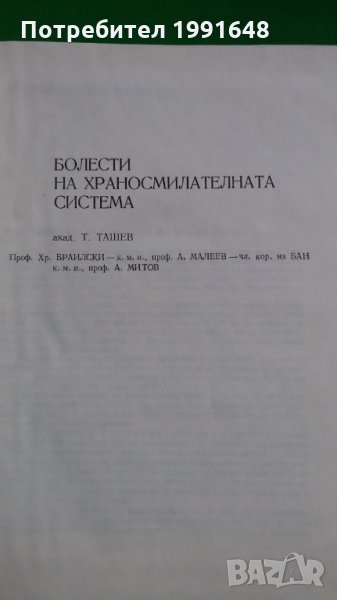 Потребител 1991648
БОЛЕСТИ
НА ХРАНОСМИЛАТЕЛНАТА
СИСТЕМА
акад. Т. ТАШЕВ
Проф. Хр. БРАИЛСКИ — к. м. н., проф. А. МАЛЕЕВ — чл. кор. на БАН
к. м. н., проф. А. МИТОВ
bazar